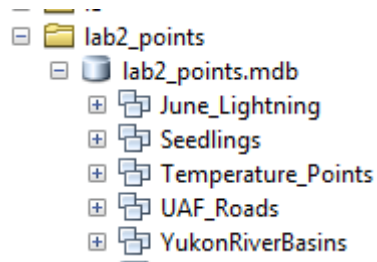 lab2_points
lab2_points.mdb
June_Lightning
Seedlings
Temperature_Points
UAF_Roads
YukonRiverBasins